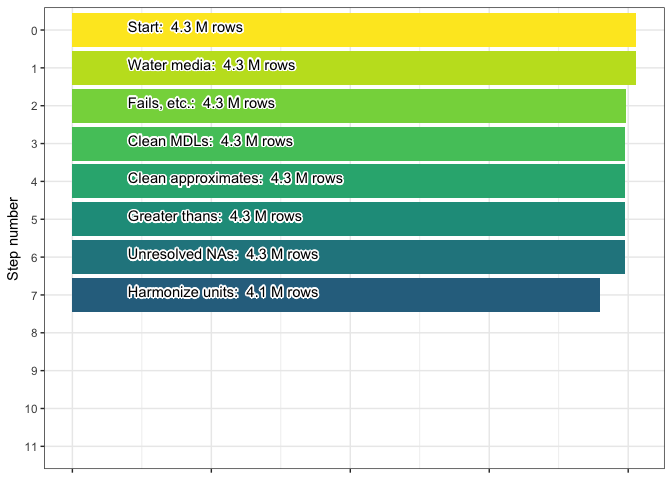 Step number
0
Start:  4.3 M rows
1
Water media:  4.3 M rows
2
Fails, etc.:  4.3 M rows
3
Clean MDLs:  4.3 M rows
4
Clean approximates:  4.3 M rows
5
Greater thans:  4.3 M rows
6
Unresolved NAs:  4.3 M rows
7
Harmonize units:  4.1 M rows
8
9
10
11